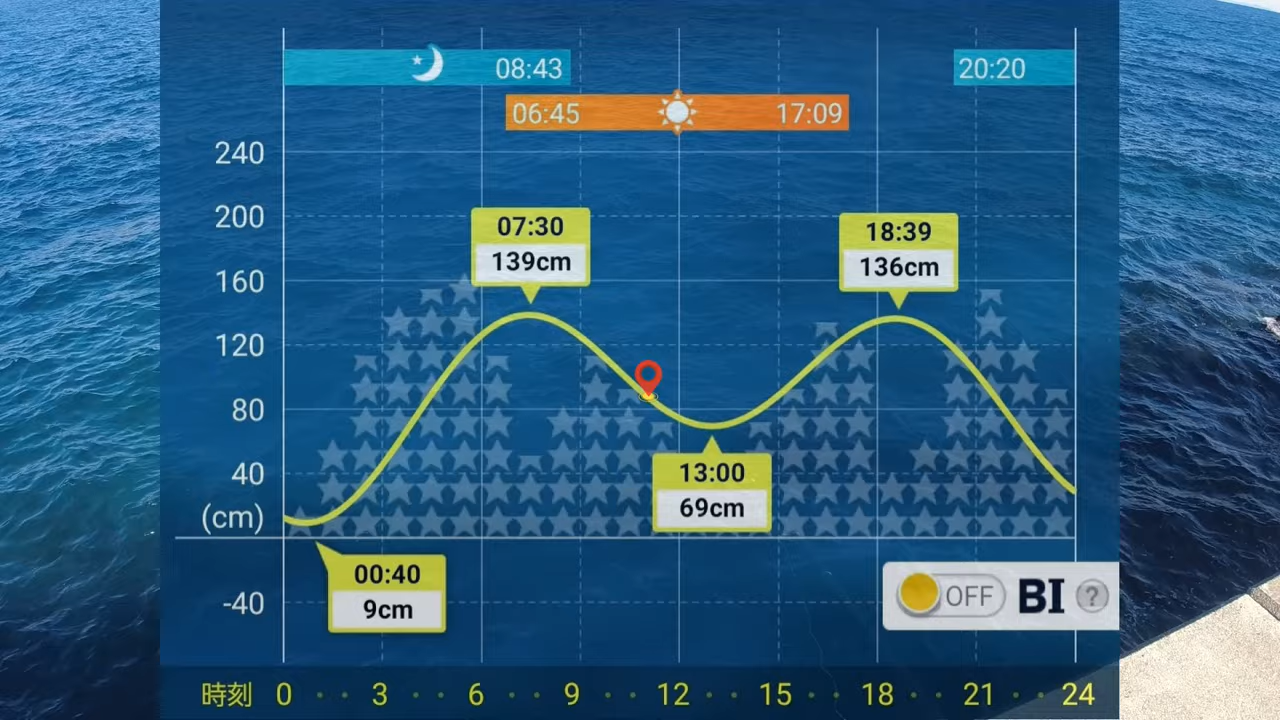 08:43
20:20
06:45
17:09
240
200
160
120
80
40
(cm)
-40
07:30
139cm
18:39
136cm
13:00
69cm
00:40
9cm
OFF BI ?
時刻 0 3 6 9 12 15 18 21 24